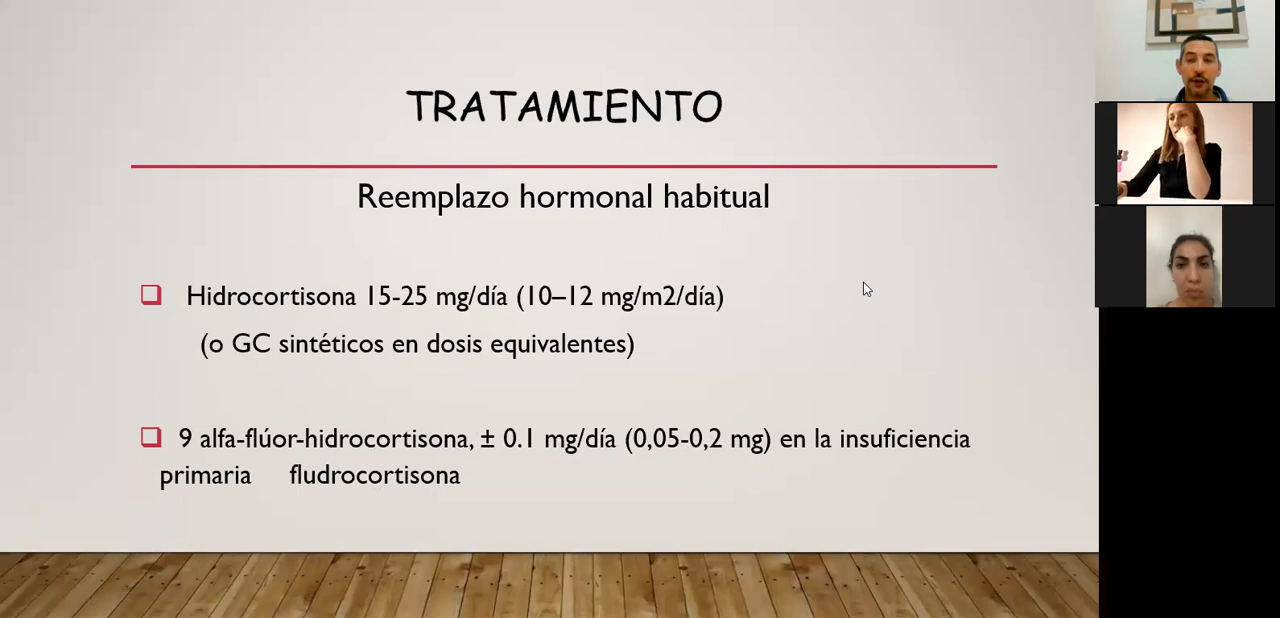 TRATAMIENTO
Reemplazo hormonal habitual
Hidrocortisona 15-25 mg/día (10–12 mg/m2/día)
(o GC sintéticos en dosis equivalentes)
9 alfa-flúor-hidrocortisona, ± 0.1 mg/día (0,05-0,2 mg) en la insuficiencia
primaria fludrocortisona